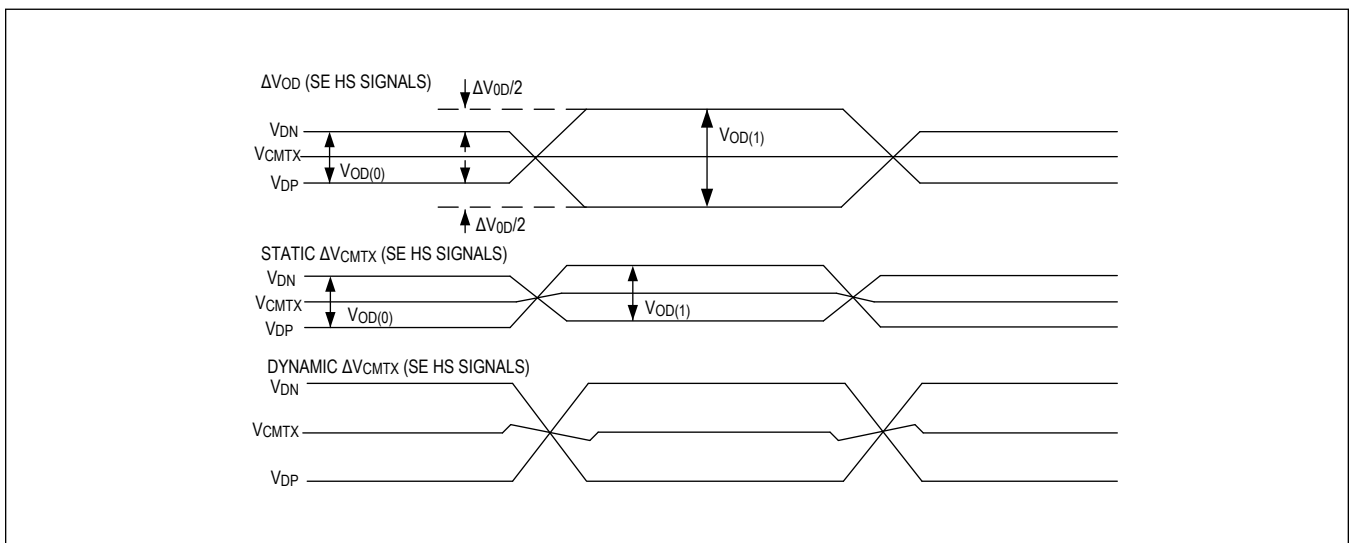 ΔVOD (SE HS SIGNALS)
ΔV0D/2
VDN
VCMTX
VDP
VOD(0)
VOD(1)
ΔV0D/2
STATIC ΔVCMTX (SE HS SIGNALS)
VDN
VCMTX
VDP
VOD(0)
VOD(1)
DYNAMIC ΔVCMTX (SE HS SIGNALS)
VDN
VCMTX
VDP